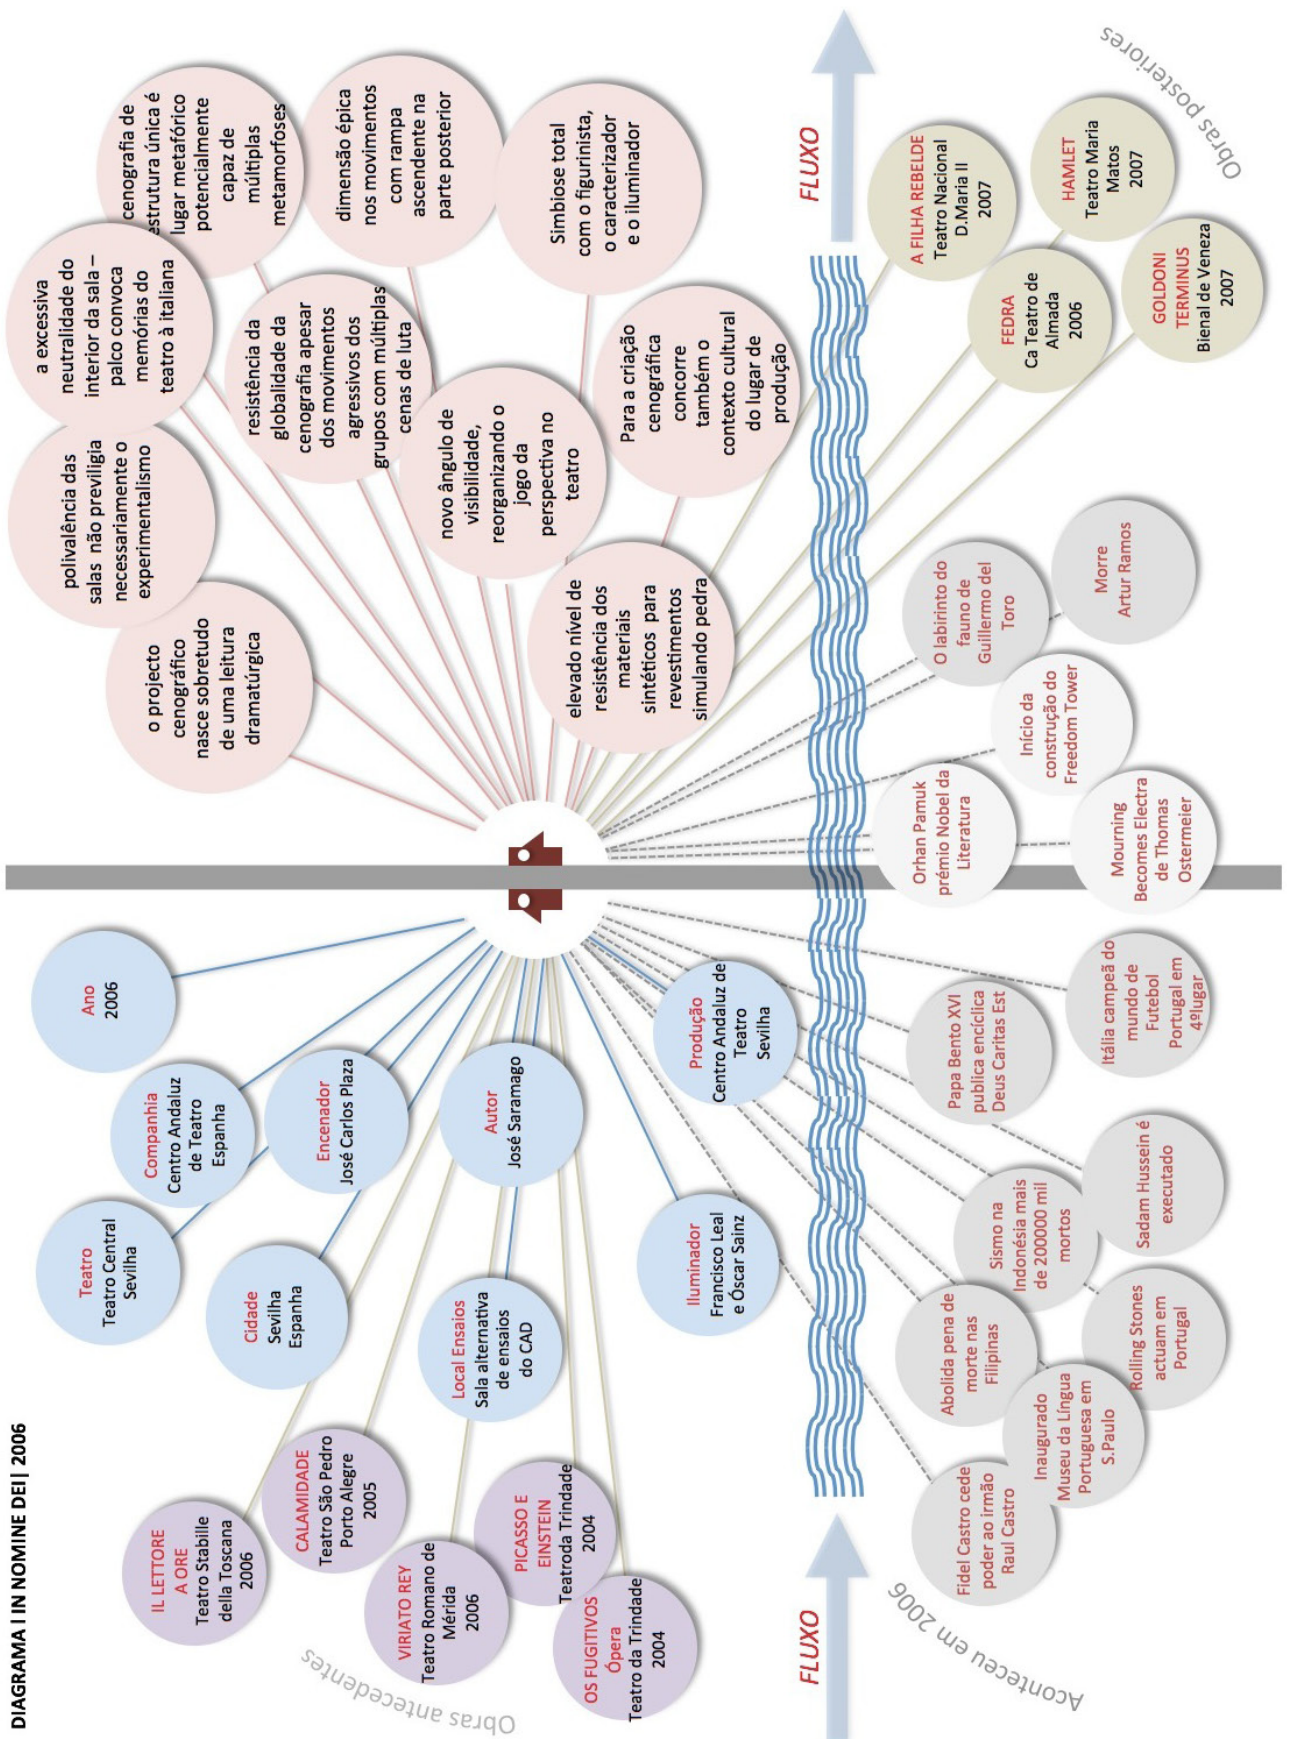 DIAGRAMA I IN NOMINE DEI| 2006
IL LETTORE
A ORE
Teatro Stabille
della Toscana
2006
CALAMIDADE
Teatro São Pedro
Porto Alegre
2005
VIRIATO REY
Teatro Romano de
Mérida
2006
PICASSO E
EINSTEIN
Teatroda Trindade
2004
OS FUGITIVOS
Ópera
Teatro da Trindade
2004
Obras antecedentes
Teatro
Teatro Central
Sevilha
Cidade
Sevilha
Espanha
Local Ensaios
Sala alternativa
de ensaios
do CAD
Iluminador
Francisco Leal
e Óscar Sainz
Companhia
Centro Andaluz
de Teatro
Espanha
Encenador
José Carlos Plaza
Autor
José Saramago
Ano
2006
Produção
Centro Andaluz de
Teatro
Sevilha
o projecto
cenográfico
nasce sobretudo
de uma leitura
dramatúrgica
polivalência das
salas não previligia
necessariamente o
experimentalismo
a excessiva
neutralidade do
interior da sala –
palco convoca
memórias do
teatro à italiana
cenografia de
estrutura única é
lugar metafórico
potencialmente
capaz de
múltiplas
metamorfoses
resistência da
globalidade da
cenografia apesar
dos movimentos
agressivos dos
grupos com múltiplas
cenas de luta
dimensão épica
nos movimentos
com rampa
ascendente na
parte posterior
novo ângulo de
visibilidade,
reorganizando o
jogo da
perspectiva no
teatro
Simbiose total
com o figurinista,
o caracterizador
e o iluminador
elevado nível de
resistência dos
materiais
sintéticos para
revestimentos
simulando pedra
Para a criação
cenográfica
concorre
também o
contexto cultural
do lugar de
produção
FLUXO
FLUXO
Fidel Castro cede
poder ao irmão
Raul Castro
Abolida pena de
morte nas
Filipinas
Inaugurado
Museu da Língua
Portuguesa em
S.Paulo
Rolling Stones
actuam em
Portugal
Sismo na
Indonésia mais
de 200000 mil
mortos
Sadam Hussein é
executado
Papa Bento XVI
publica encíclica
Deus Caritas Est
Itália campeã do
mundo de
Futebol
Portugal em
4ºlugar
Orhan Pamuk
prémio Nobel da
Literatura
Mourning
Becomes Electra
de Thomas
Ostermeier
Início da
construção do
Freedom Tower
O labirinto do
fauno de
Guillermo del
Toro
Morre
Artur Ramos
Aconteceu em 2006
A FILHA REBELDE
Teatro Nacional
D.Maria II
2007
FEDRA
Ca Teatro de
Almada
2006
HAMLET
Teatro Maria
Matos
2007
GOLDONI
TERMINUS
Bienal de Veneza
2007
Obras posteriores